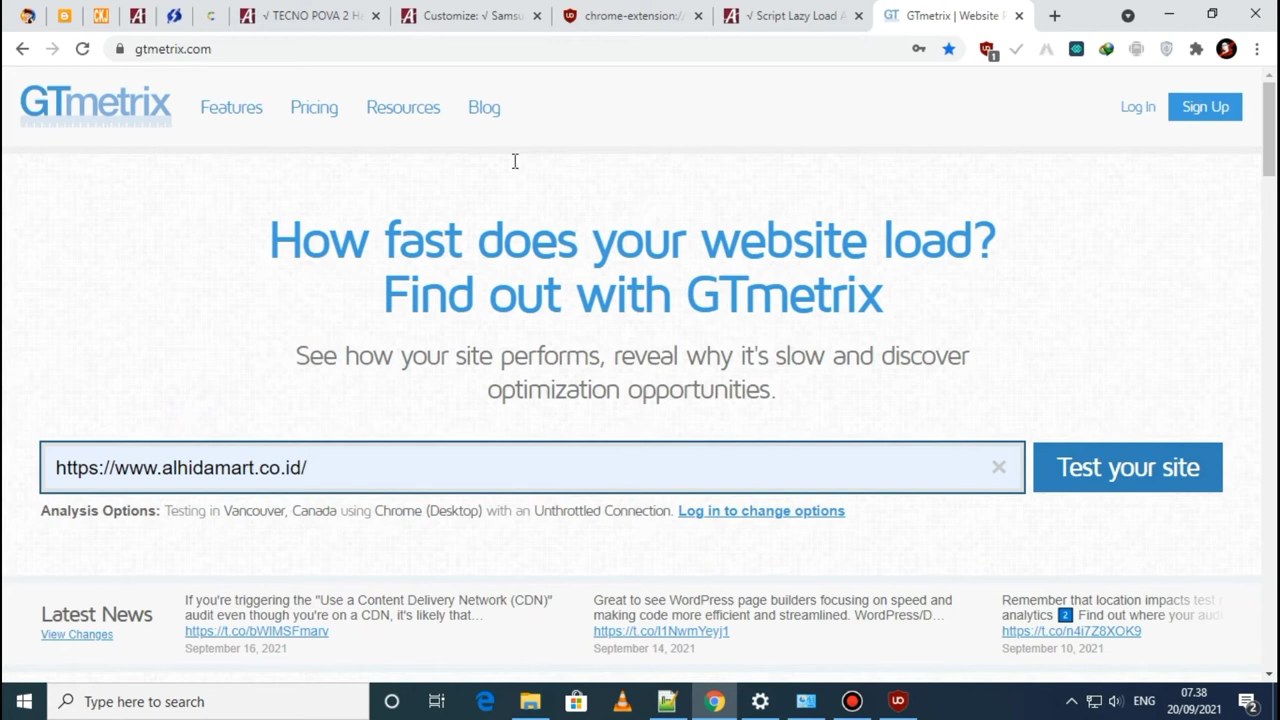 √ TECNO POVA 2 H
Customize: √ Samsu
chrome-extension://
√ Script Lazy Load A
GTmetrix | Website
gtmetrix.com
1
GTmetrix
Features
Pricing
Resources
Blog
Log In
Sign Up
How fast does your website load?
Find out with GTmetrix
See how your site performs, reveal why it's slow and discover
optimization opportunities.
https://www.alhidamart.co.id/
Test your site
Analysis Options: Testing in Vancouver, Canada using Chrome (Desktop) with an Unthrottled Connection. Log in to change options
Latest News
View Changes
If you're triggering the "Use a Content Delivery Network (CDN)"
audit even though you're on a CDN, it's likely that...
https://t.co/bWlMSFmarv
September 16, 2021
Great to see WordPress page builders focusing on speed and
making code more efficient and streamlined. WordPress/D...
https://t.co/I1NwmYeyj1
September 14, 2021
Remember that location impacts test
analytics 2 Find out where your audi
https://t.co/n4i7Z8XOK9
September 10, 2021
Type here to search
ENG
07.38
20/09/2021
2